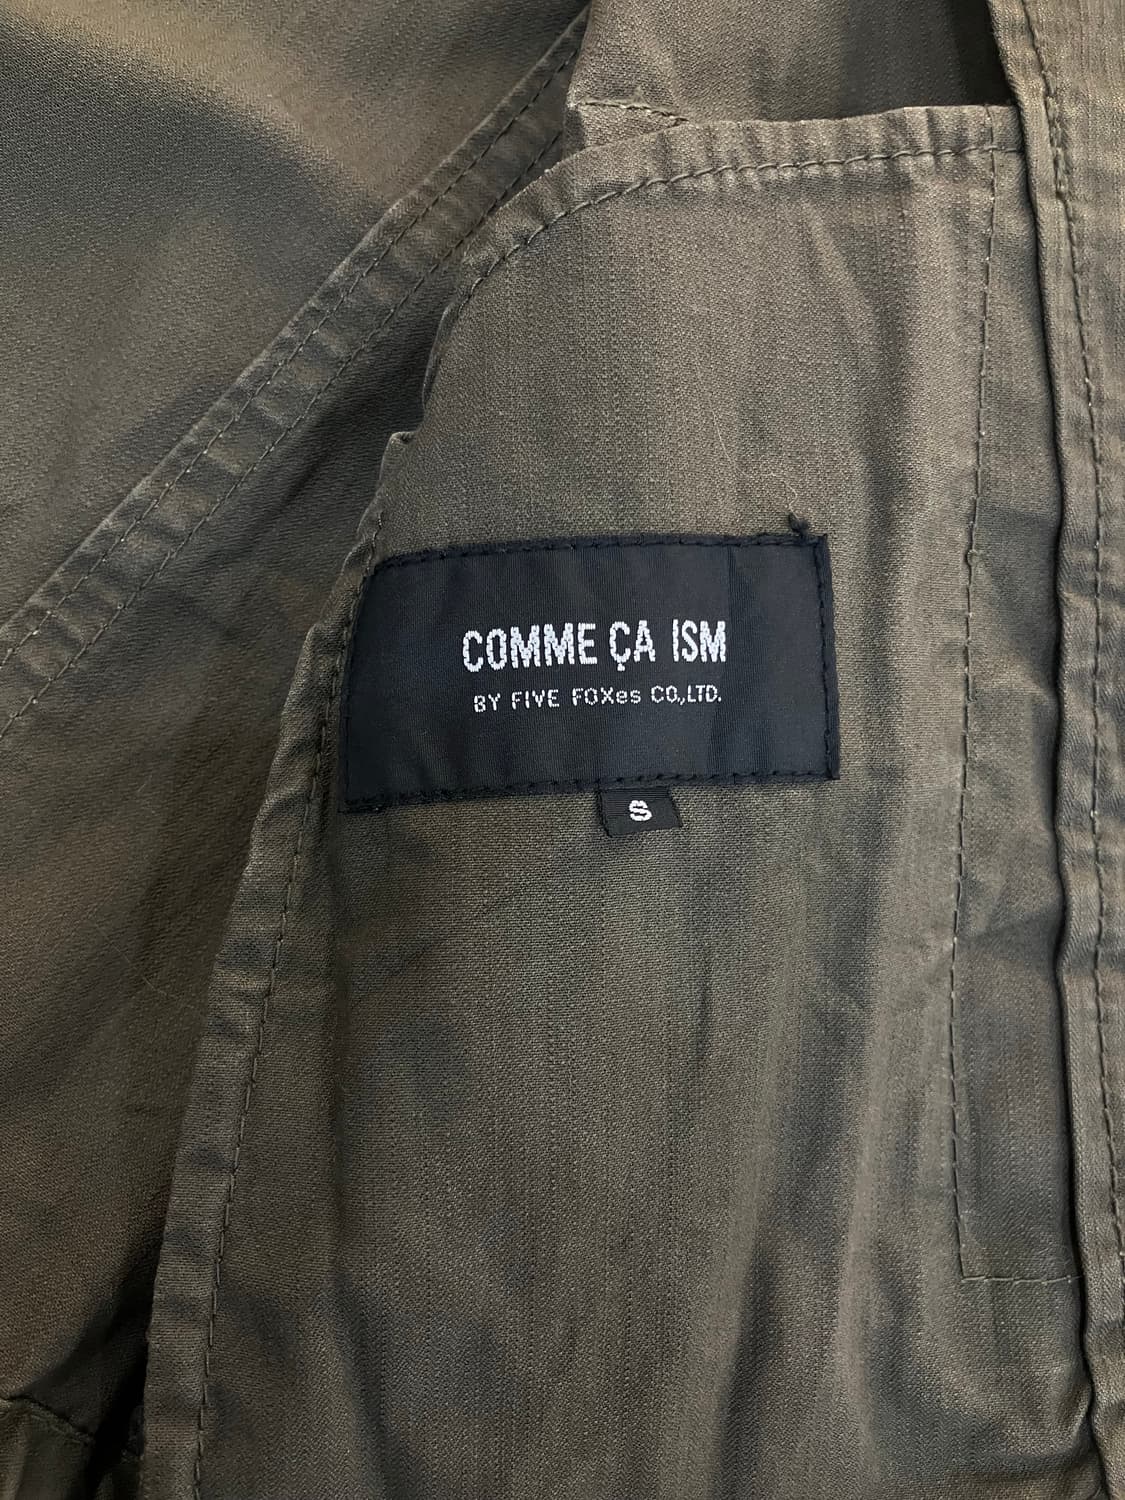 COMME ÇA ISM
BY FIVE FOXes CO.,LTD.
S